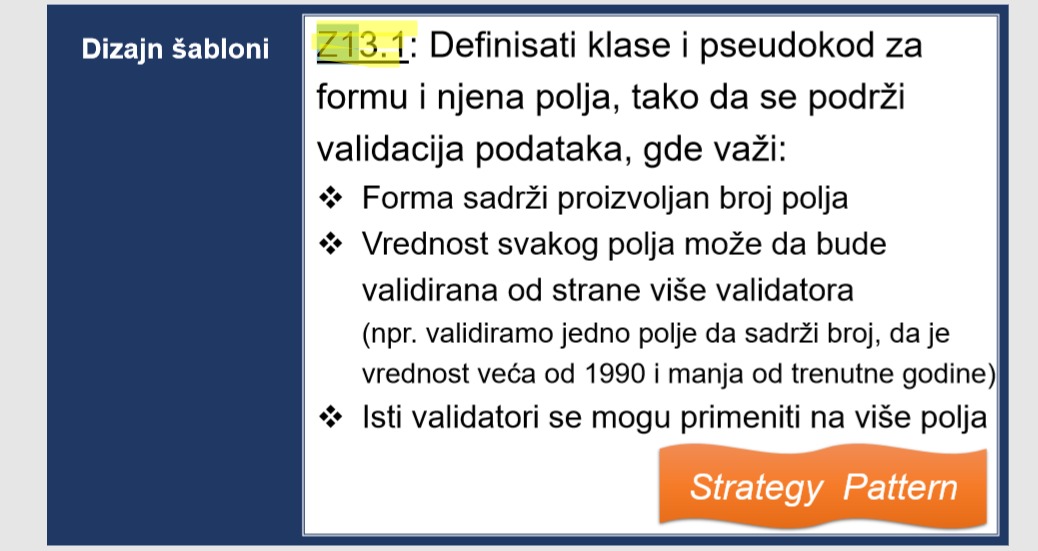 Dizajn šabloni
Z13.1: Definisati klase i pseudokod za
formu i njena polja, tako da se podrži
validacija podataka, gde važi:
❖ Forma sadrži proizvoljan broj polja
❖ Vrednost svakog polja može da bude
validirana od strane više validatora
(npr. validiramo jedno polje da sadrži broj, da je
vrednost veća od 1990 i manja od trenutne godine)
❖ Isti validatori se mogu primeniti na više polja
Strategy Pattern